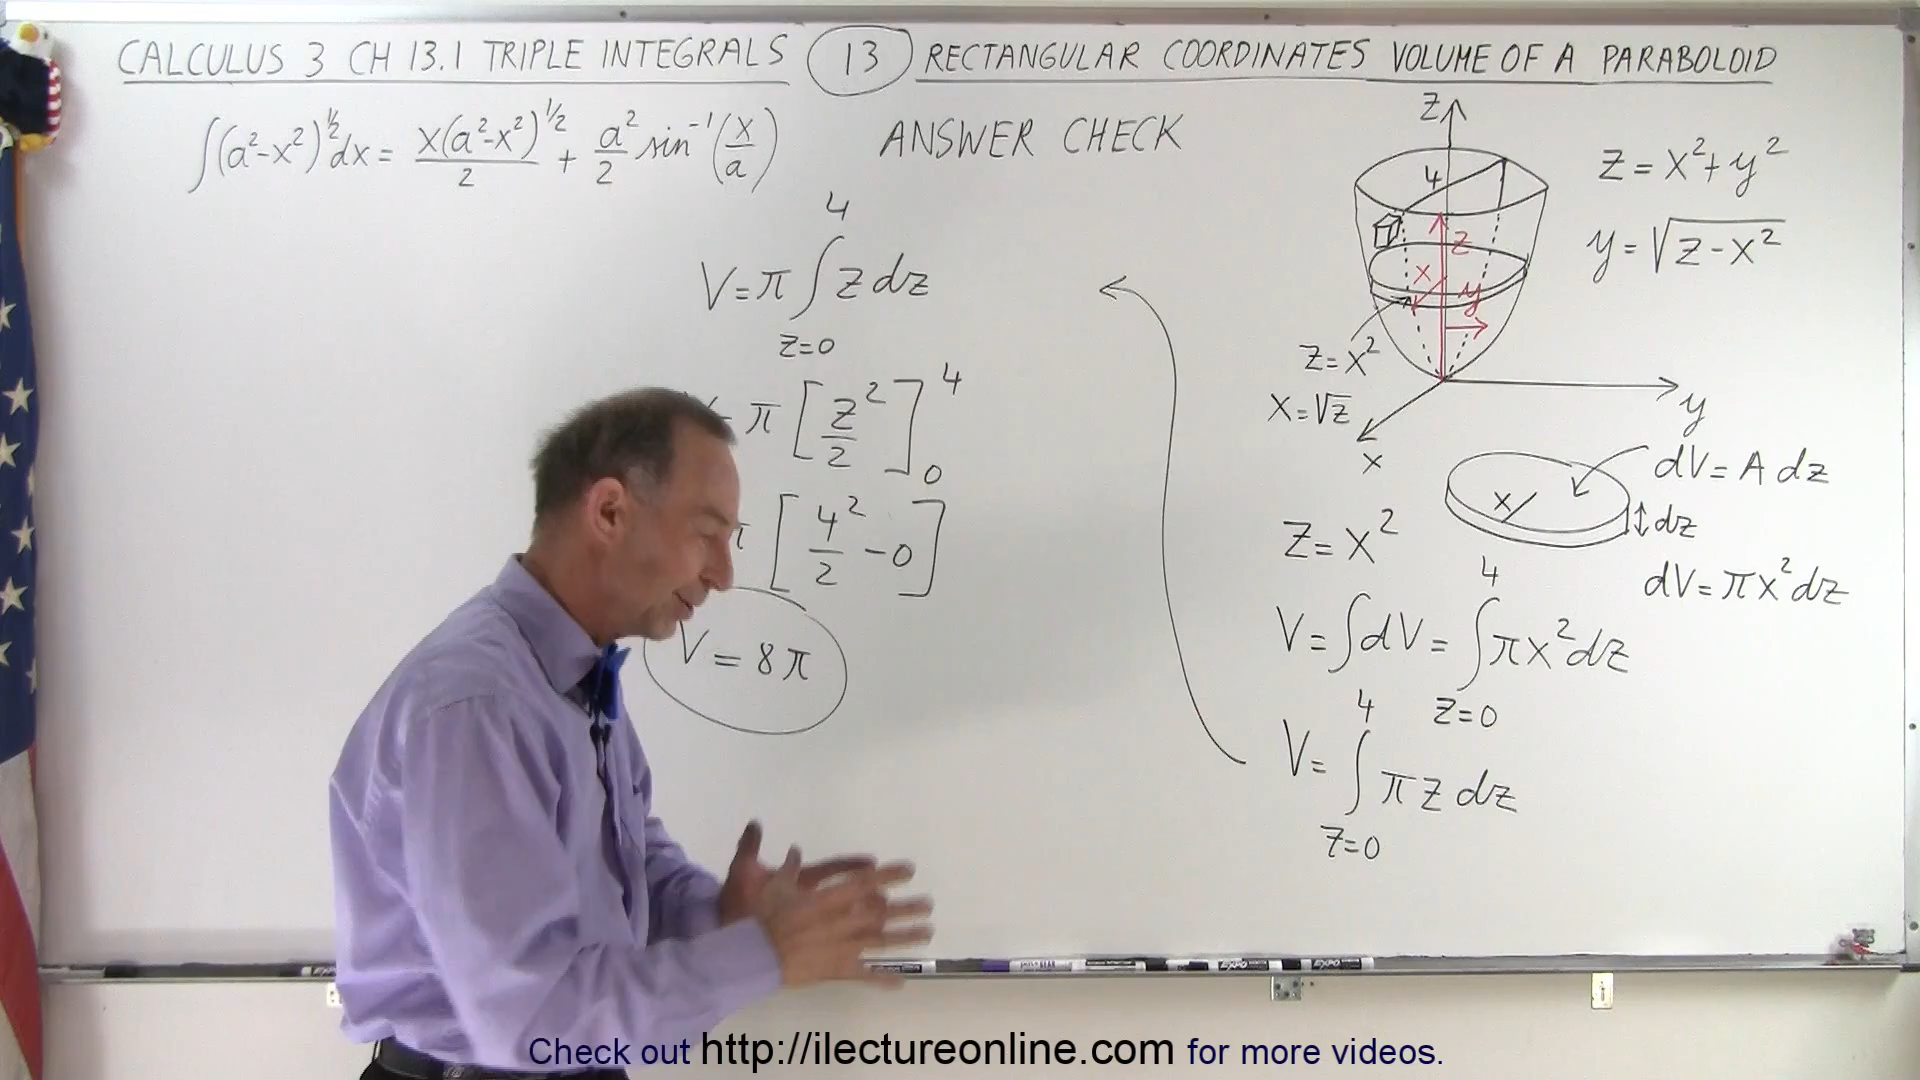 CALCULUS 3 CH 13.1 TRIPLE INTEGRALS 13 RECTANGULAR COORDINATES VOLUME OF A PARABOLOID
∫(a²-x²)^½ dx = x(a²-x²)^½/2 + a²/2 sin⁻¹(x/a)
ANSWER CHECK
V = π ∫_{z=0}^{4} z dz
= π [z²/2]_0^4
[4²/2 - 0]
V = 8π
z
4
z
x
y
z = x² + y²
y = √(z - x²)
z = x²
x = √z
y
x
x
dV = A dz
dz
dV = πx² dz
z = x²
V = ∫dV = ∫_{z=0}^{4} πx² dz
V = ∫_{z=0}^{4} π z dz
Check out http://ilectureonline.com for more videos.